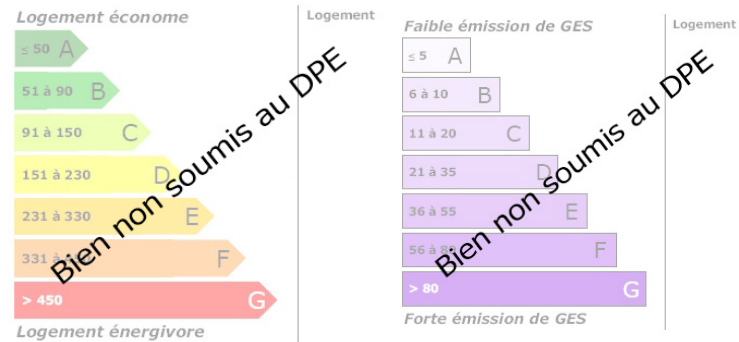 Logement économe
Logement
≤ 50 A
51 à 90 B
91 à 150 C
151 à 230 D
231 à 330 E
331 à F
> 450 G
Logement énergivore
Bien non soumis au DPE
Faible émission de GES
Logement
≤ 5 A
6 à 10 B
11 à 20 C
21 à 35 D
36 à 55 E
56 à 80 F
> 80 G
Forte émission de GES
Bien non soumis au DPE